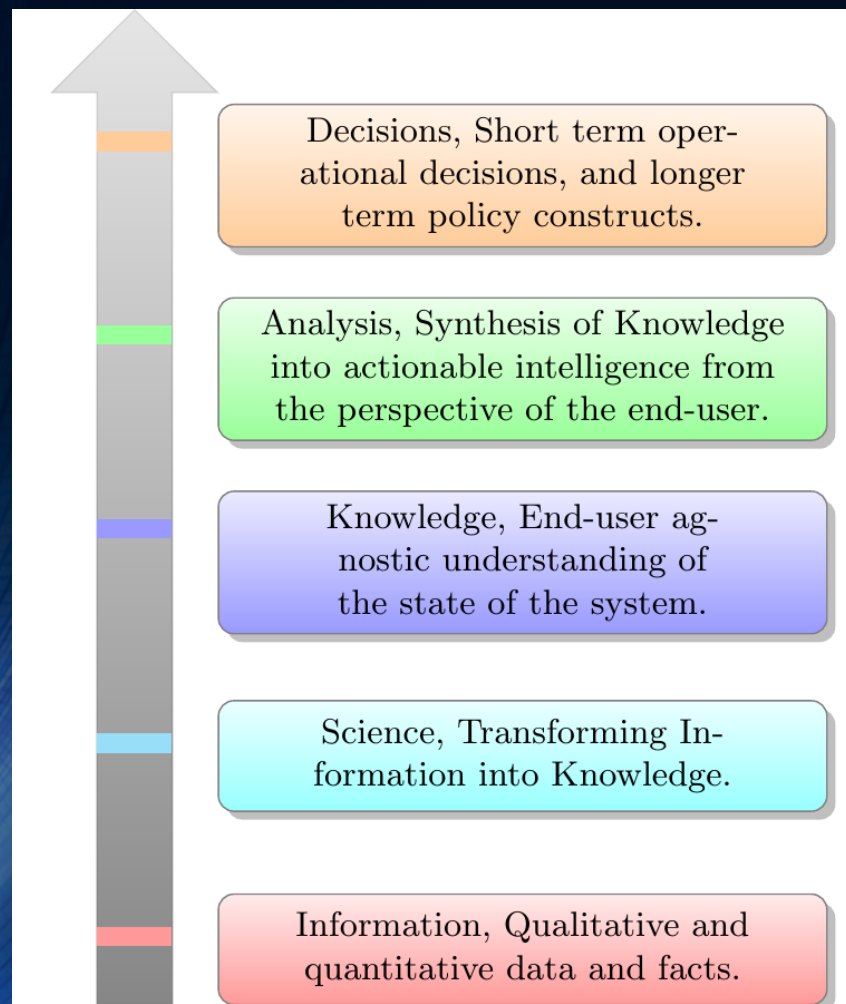 Decisions, Short term oper-
ational decisions, and longer
term policy constructs.
Analysis, Synthesis of Knowledge
into actionable intelligence from
the perspective of the end-user.
Knowledge, End-user ag-
nostic understanding of
the state of the system.
Science, Transforming In-
formation into Knowledge.
Information, Qualitative and
quantitative data and facts.